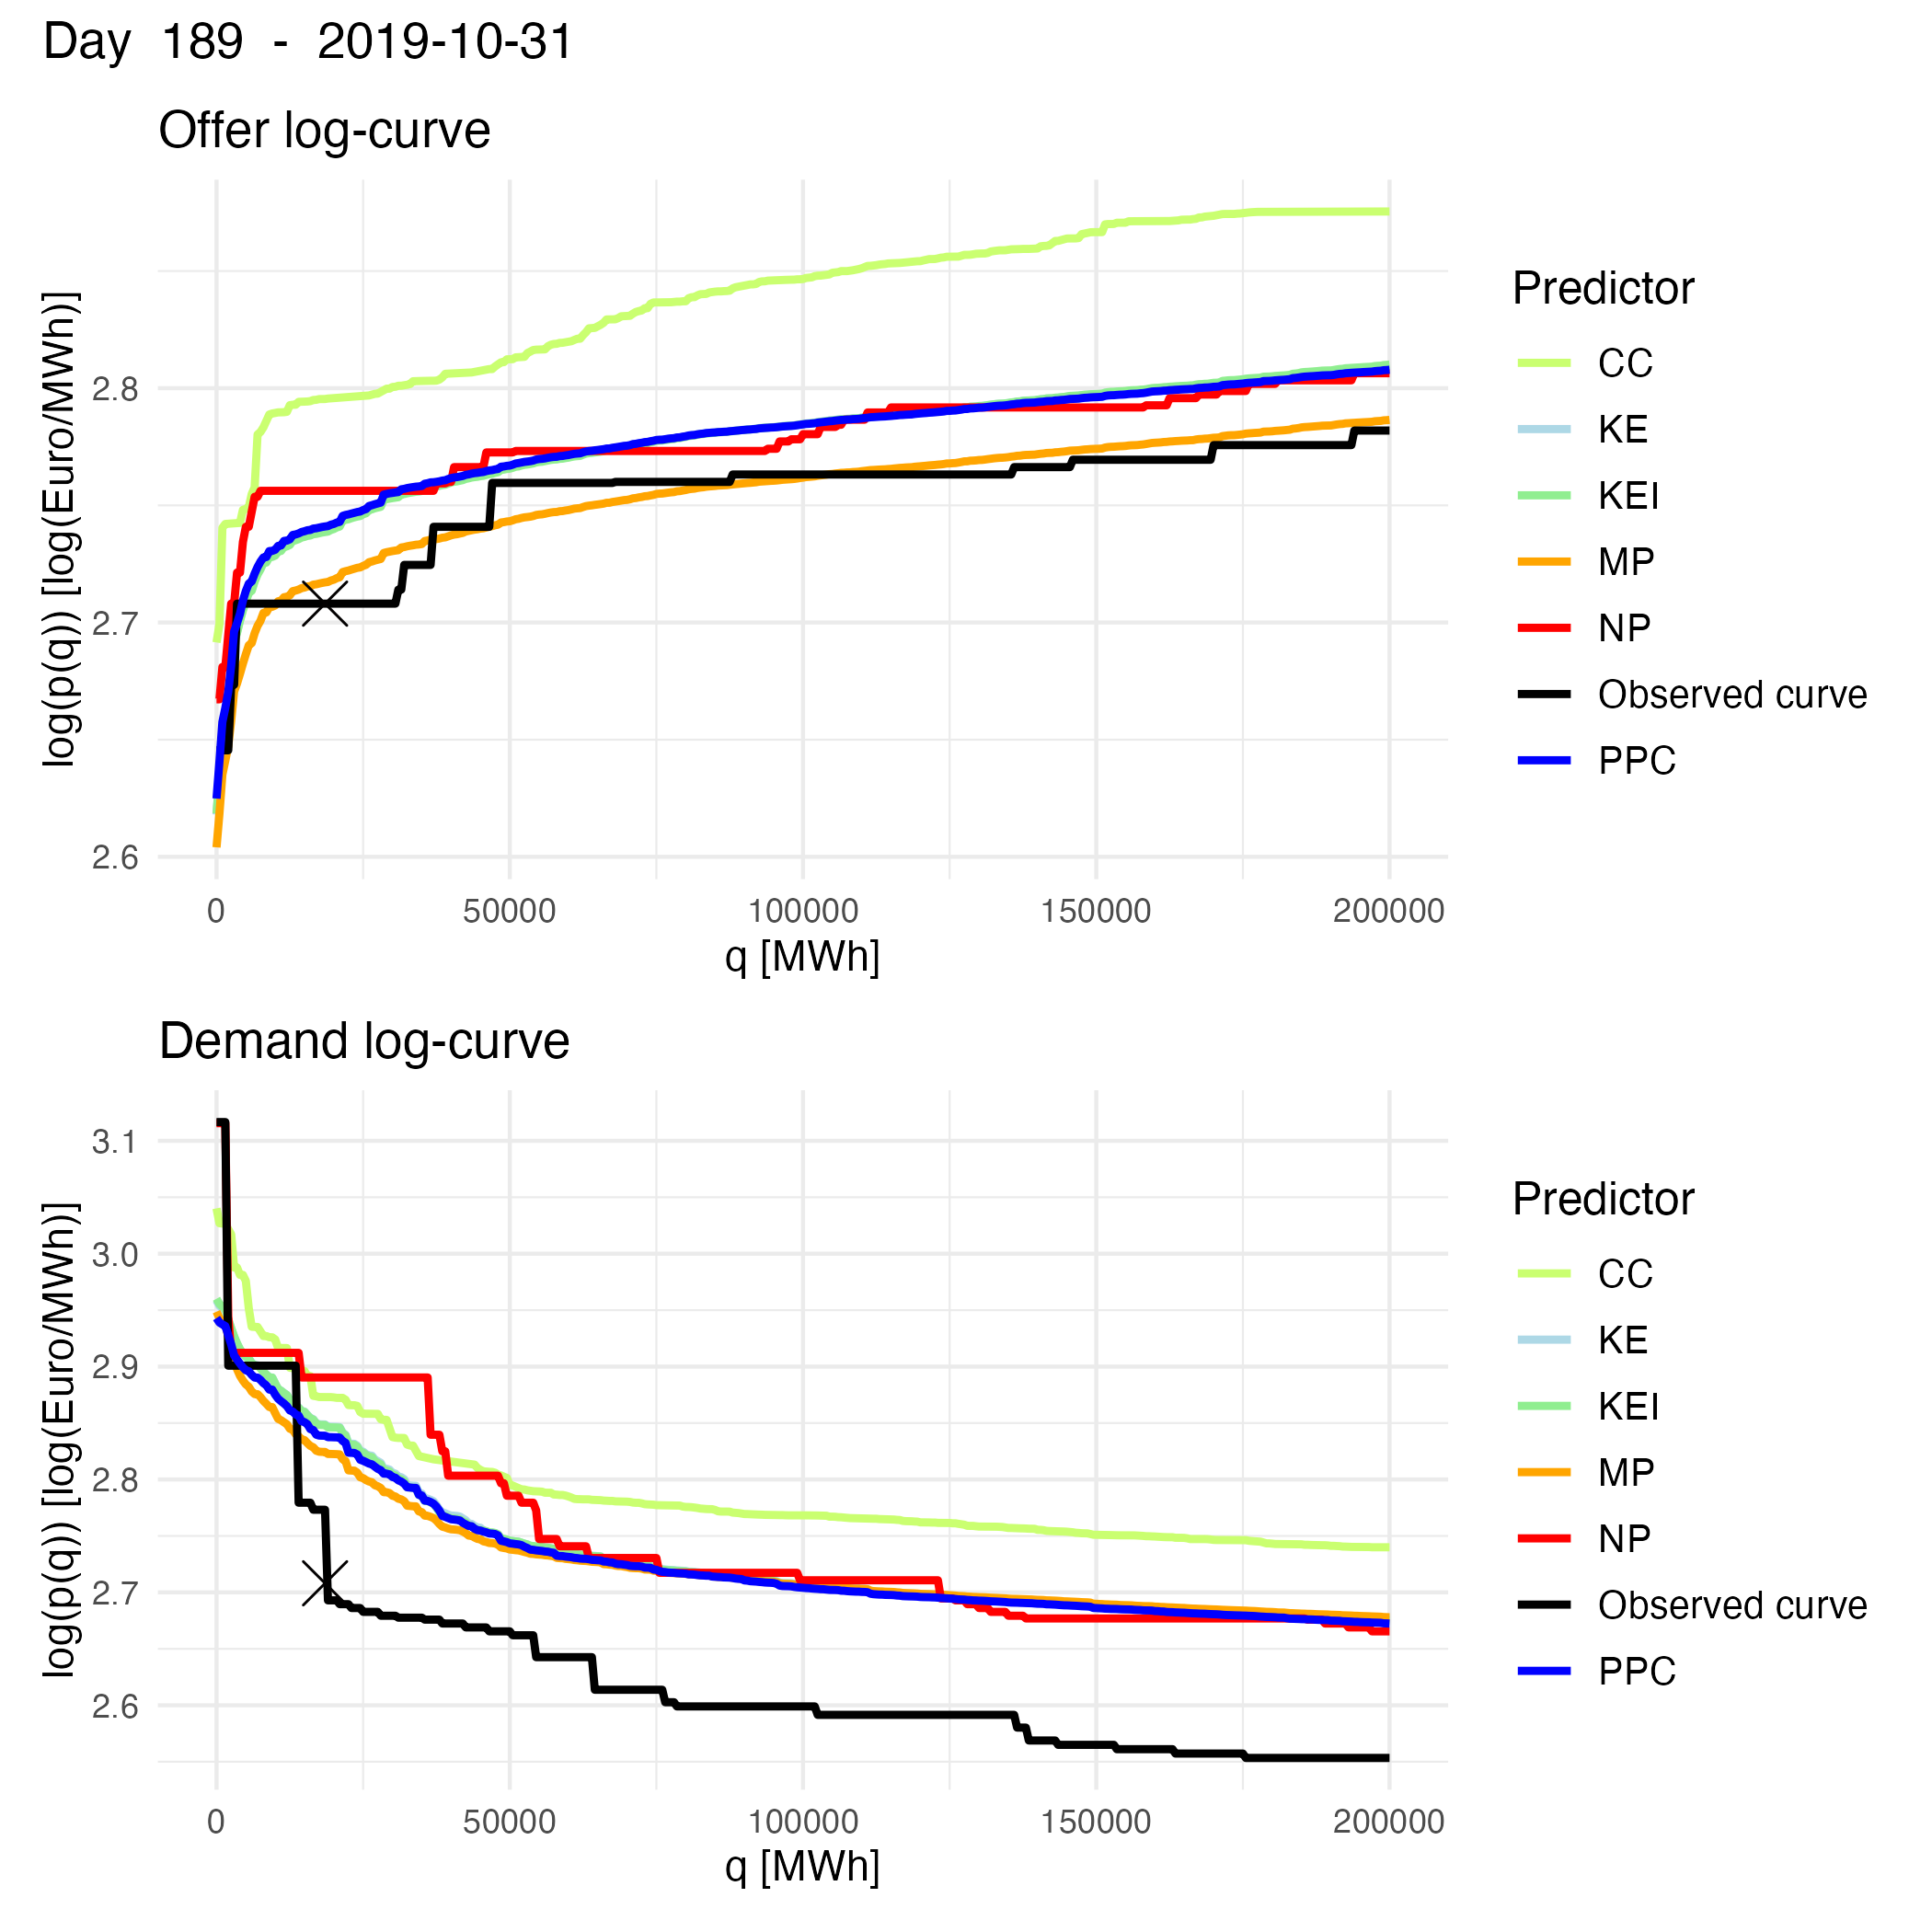 Day 189 - 2019-10-31
Offer log-curve
log(p(q)) [log(Euro/MWh)]
2.8
2.7
2.6
0
50000
100000
150000
200000
q [MWh]
Predictor
CC
KE
KEI
MP
NP
Observed curve
PPC
Demand log-curve
log(p(q)) [log(Euro/MWh)]
3.1
3.0
2.9
2.8
2.7
2.6
0
50000
100000
150000
200000
q [MWh]
Predictor
CC
KE
KEI
MP
NP
Observed curve
PPC